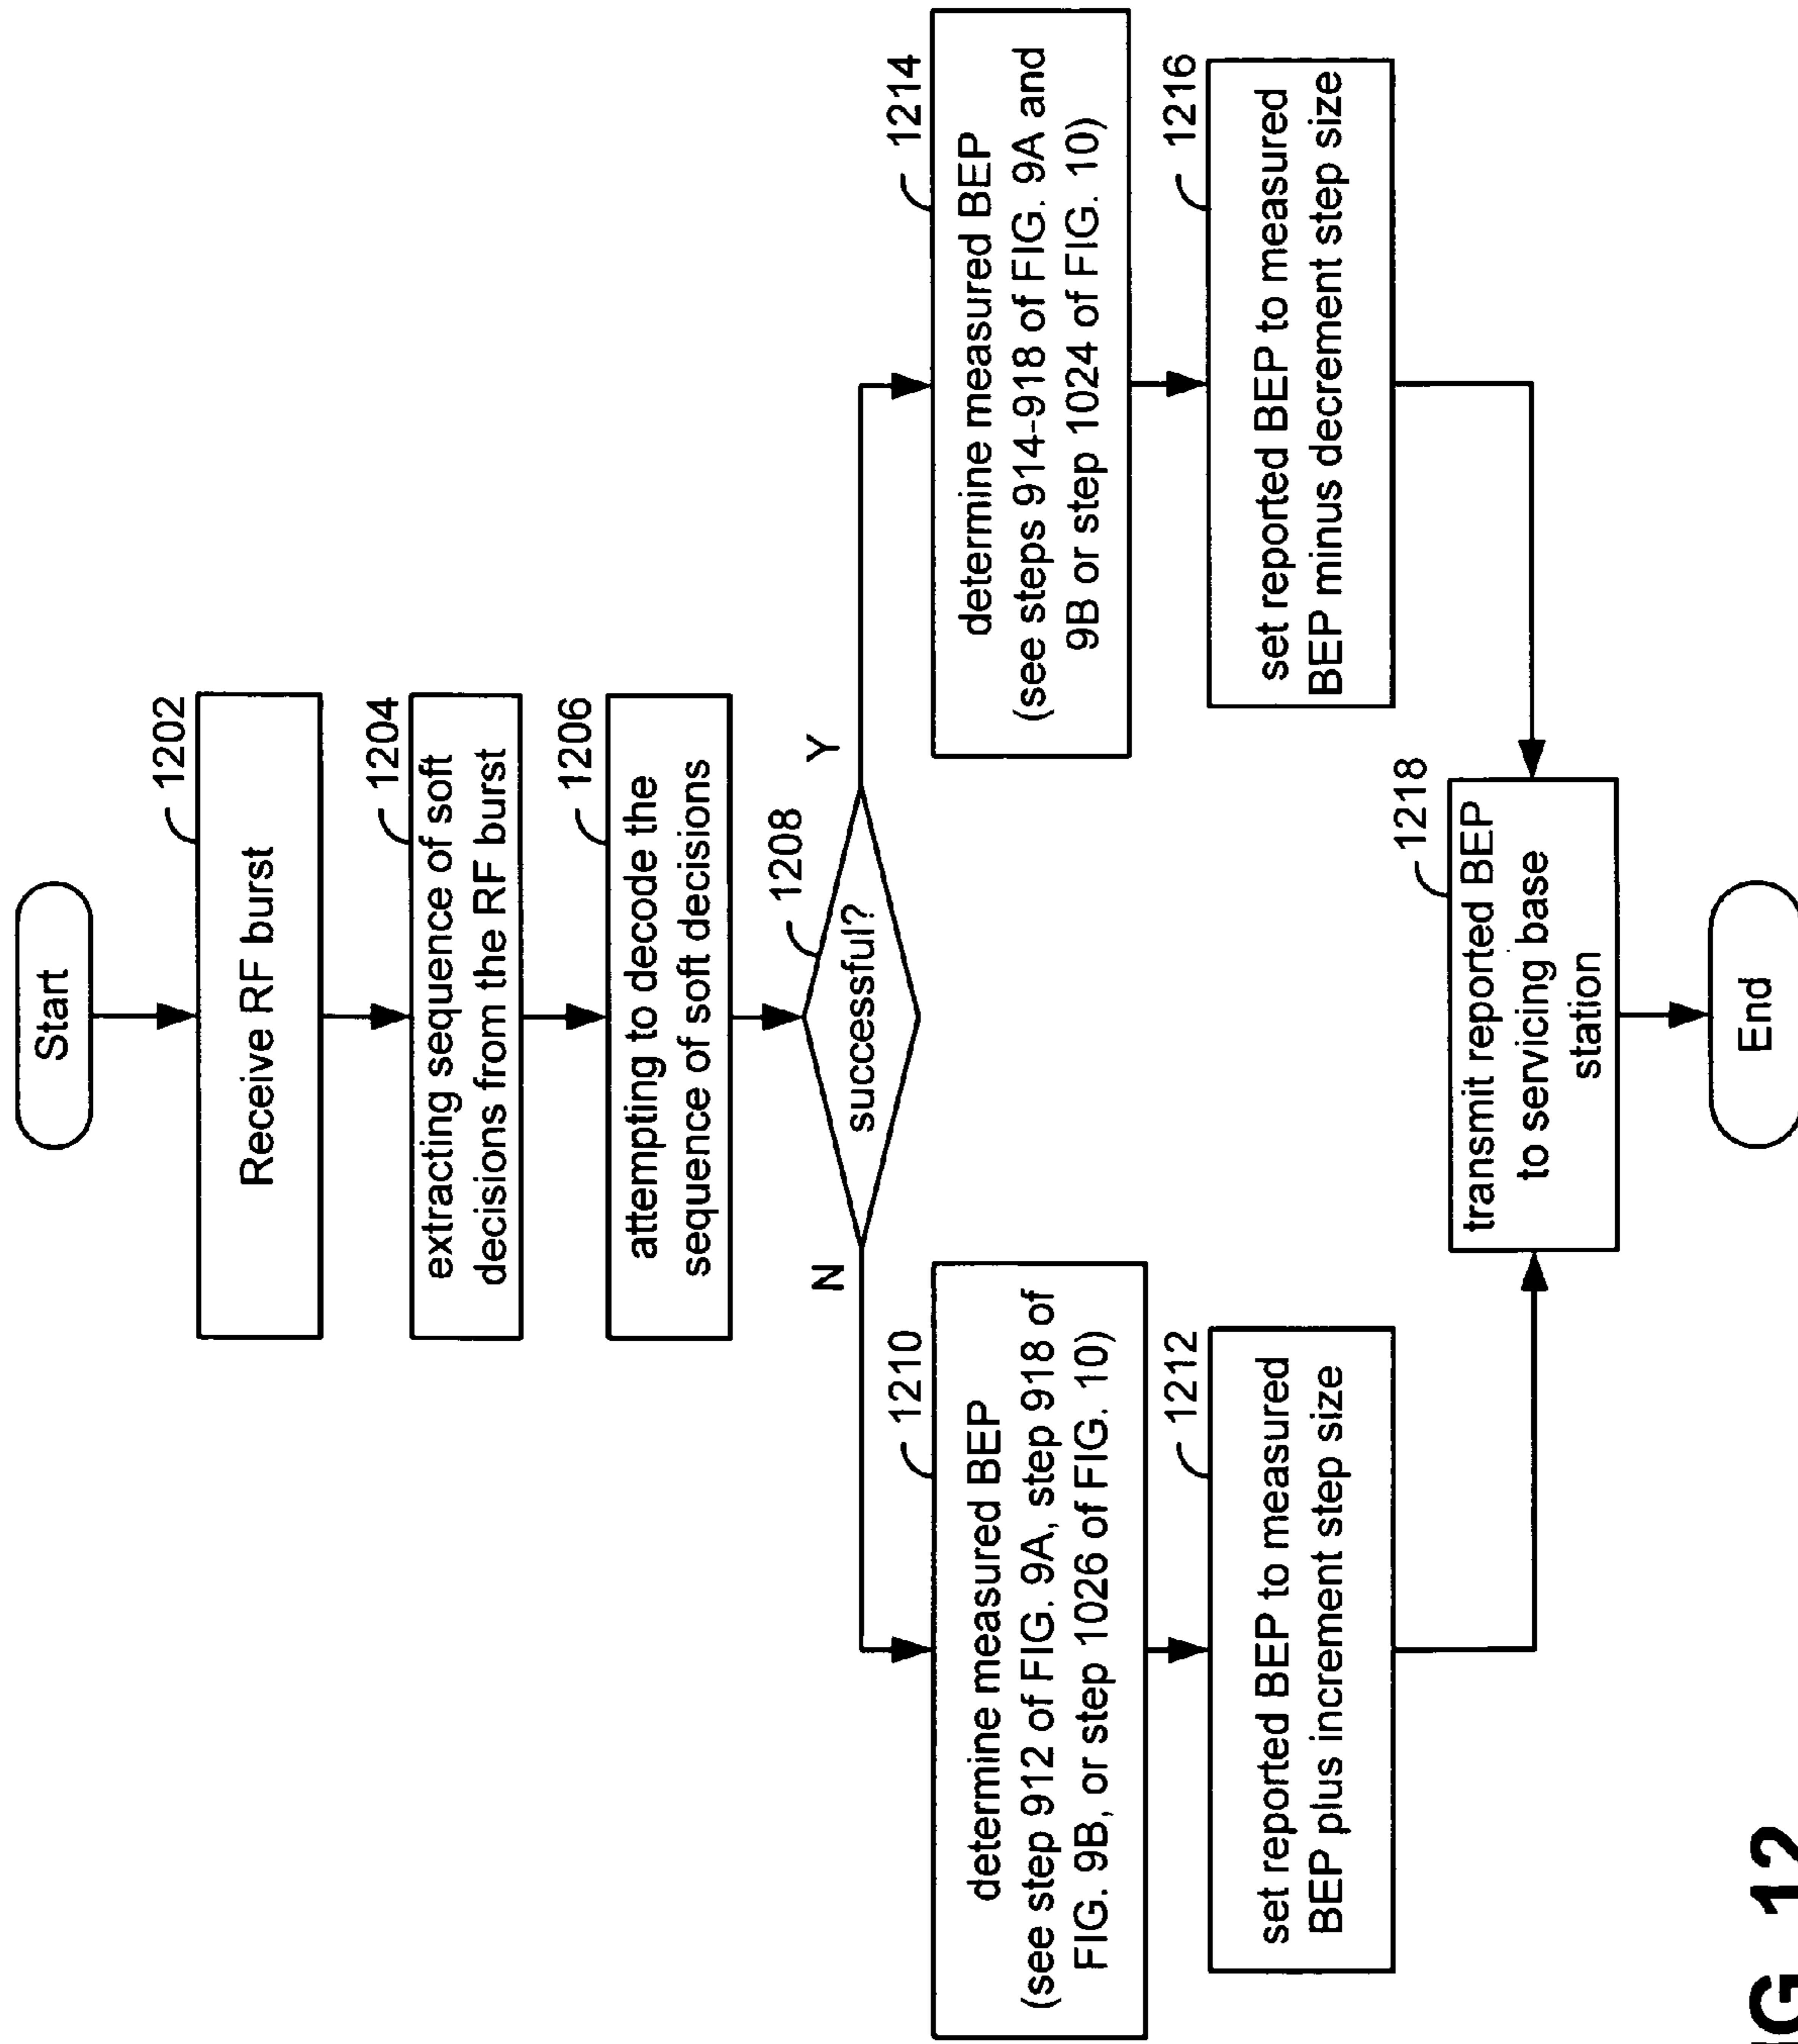 Start
1202
Receive RF burst
1204
extracting sequence of soft
decisions from the RF burst
1206
attempting to decode the
sequence of soft decisions
1208
successful?
N
Y
1210
determine measured BEP
(see step 912 of FIG. 9A, step 918 of
FIG. 9B, or step 1026 of FIG. 10)
1212
set reported BEP to measured
BEP plus increment step size
1214
determine measured BEP
(see steps 914-918 of FIG. 9A and
9B or step 1024 of FIG. 10)
1216
set reported BEP to measured
BEP minus decrement step size
1218
transmit reported BEP
to servicing base
station
End
G 12